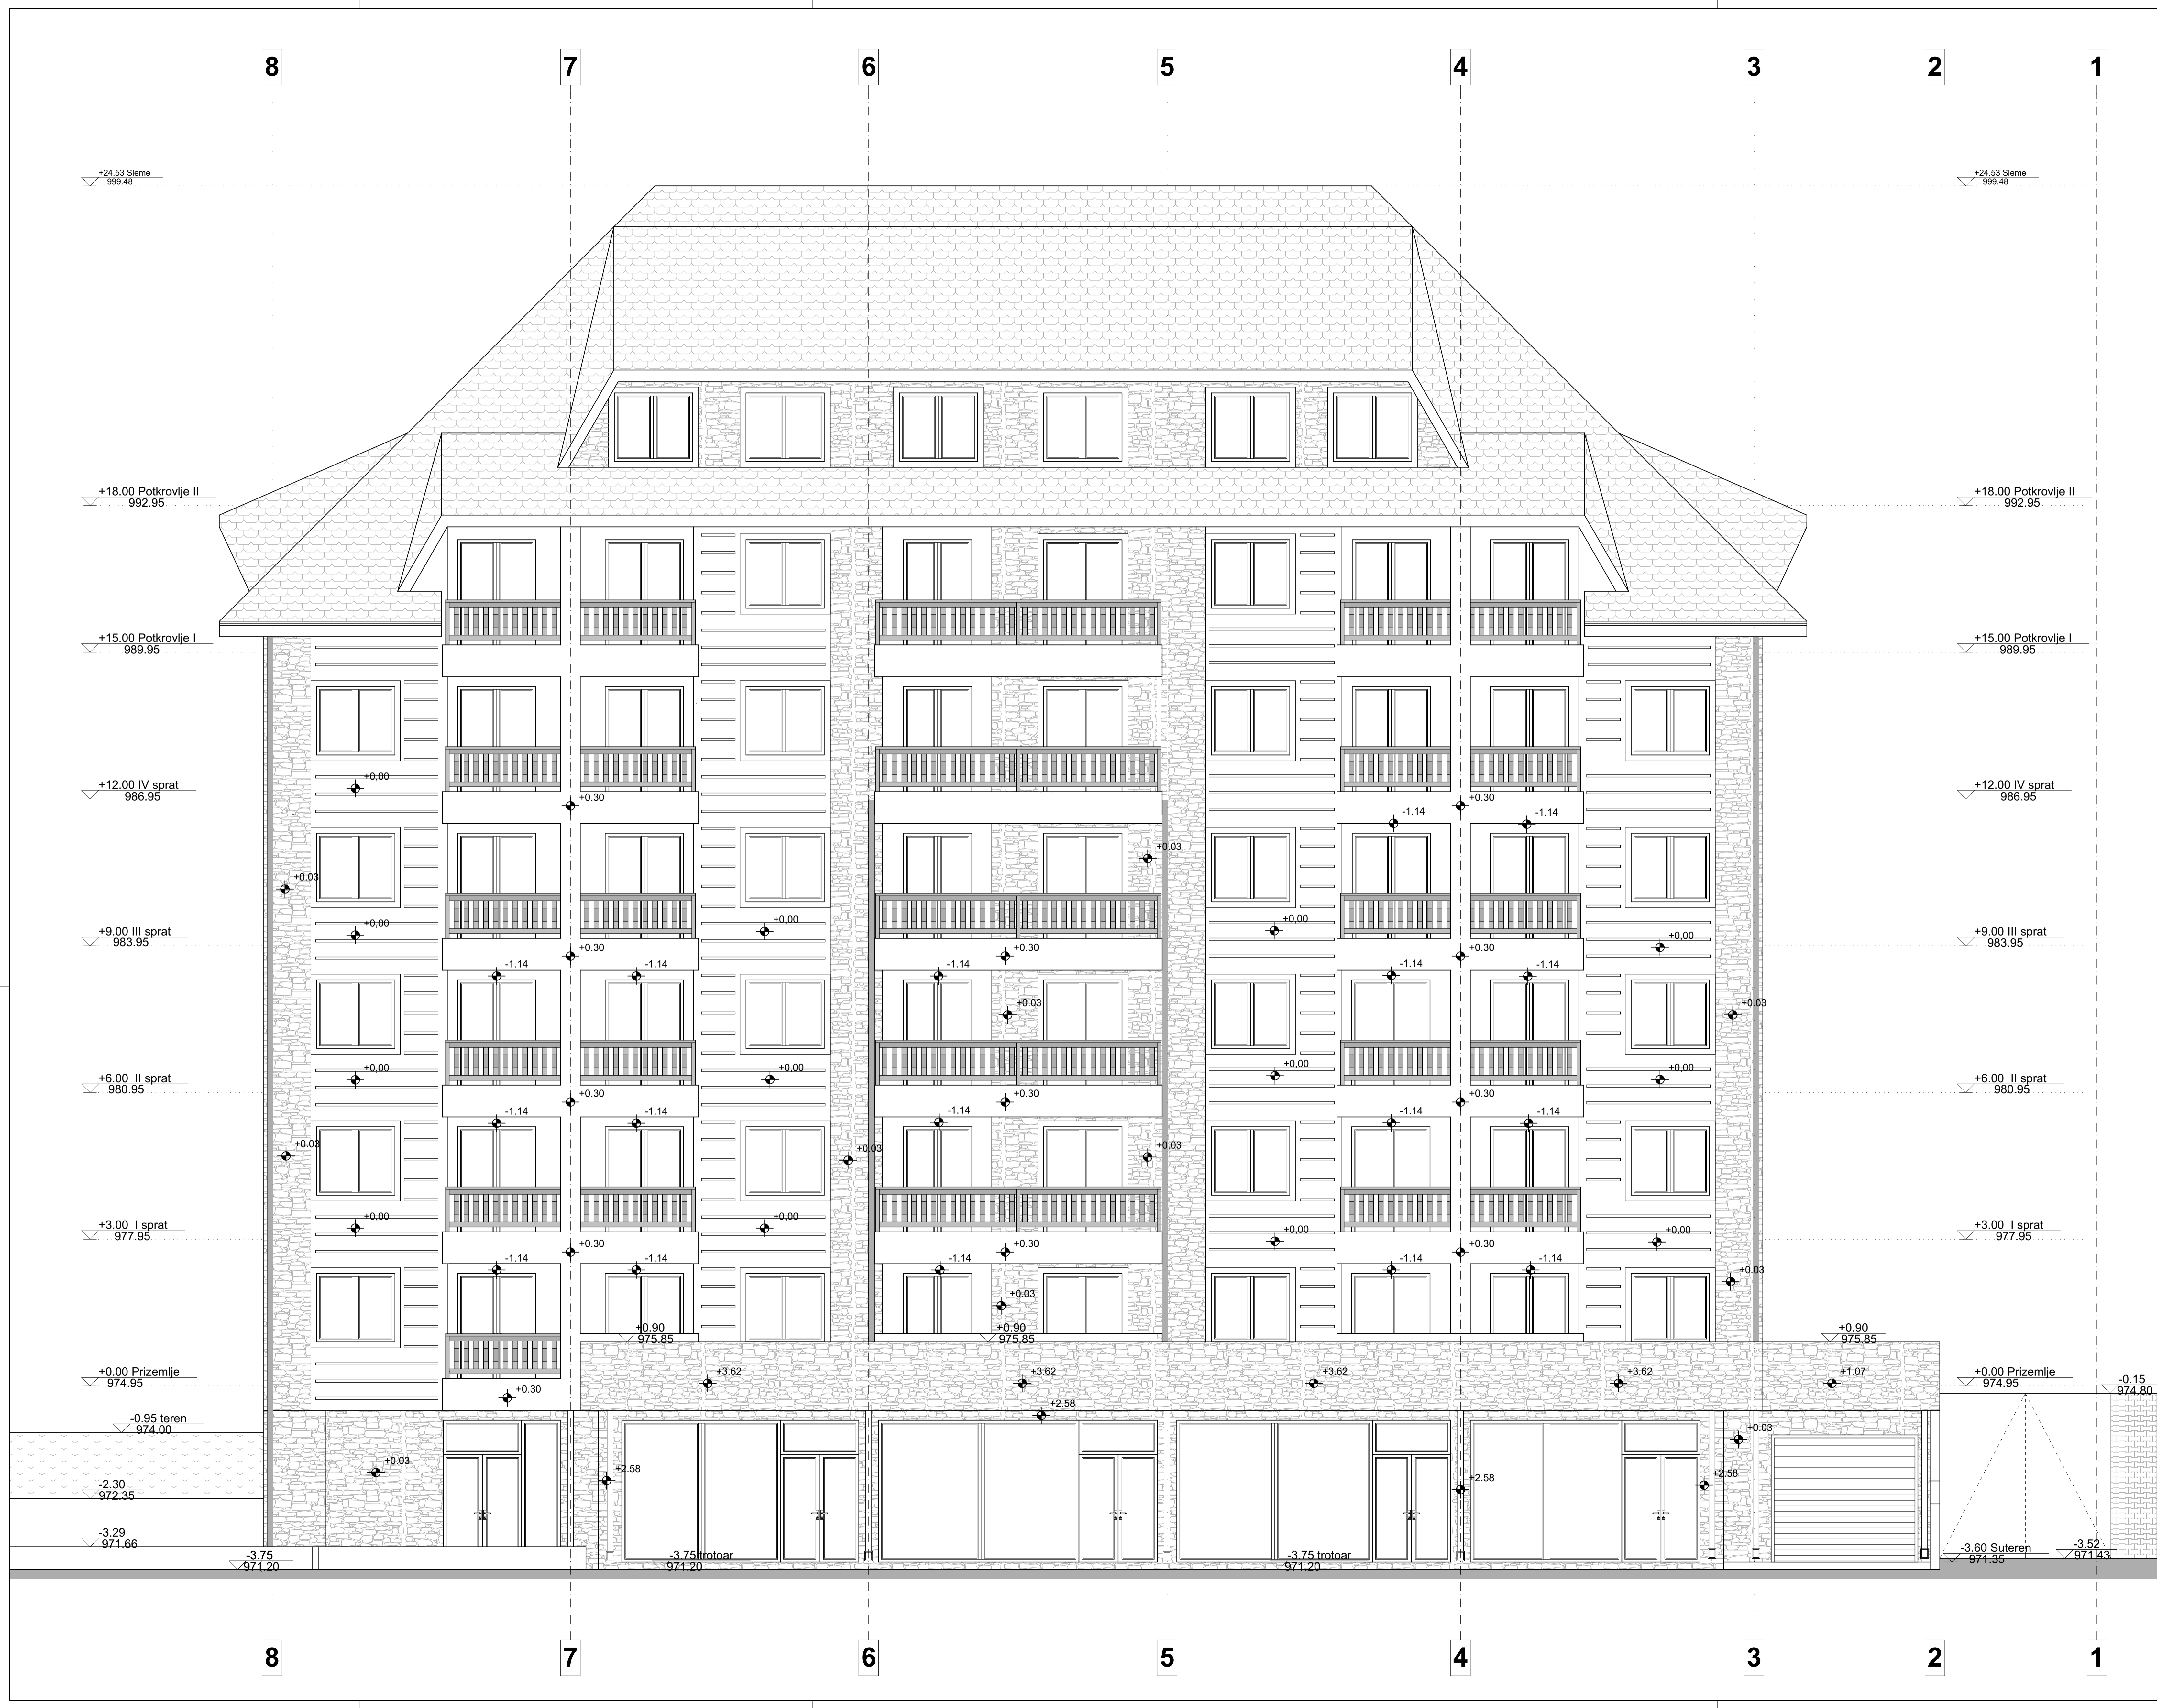 8 7 6 5 4 3 2 1
+24.53 Sleme +24.53 Sleme
999.48 999.48
+18.00 Potkrovlje II +18.00 Potkrovlje II
992.95 992.95
+15.00 Potkrovlje I +15.00 Potkrovlje I
989.95 989.95
+0,00
+12.00 IV sprat +12.00 IV sprat
986.95 986.95
+0.30 +0.30
-1.14 -1.14
+0.03
+0.03
+0,00 +0,00 +0,00
+9.00 III sprat +9.00 III sprat
983.95 983.95
+0,00
+0.30 +0.30 +0.30
-1.14 -1.14 -1.14 -1.14 -1.14
+0.03 +0.03
+0,00 +0,00 +0,00 +0,00
+6.00 II sprat +6.00 II sprat
980.95 980.95
+0.30 +0.30 +0.30
-1.14 -1.14 -1.14 -1.14 -1.14
+0.03 +0.03 +0.03
+0,00 +0,00
+3.00 I sprat +3.00 I sprat
977.95 977.95
+0,00 +0,00
+0.30 +0.30 +0.30
-1.14 -1.14 -1.14 -1.14 -1.14
+0.03
+0.03
+0.90 +0.90 +0.90
975.85 975.85 975.85
+0.00 Prizemlje +3.62 +3.62 +3.62 +3.62 +1.07 +0.00 Prizemlje
974.95 974.95
-0.15
974.80
+0.30
+2.58
-0.95 teren
974.00
+0.03
+0.03
+2.58 +2.58 +2.58
-2.30
972.35
-3.29
971.66
-3.52
971.43
-3.60 Suteren
971.35
-3.75 -3.75 trotoar -3.75 trotoar
971.20 971.20 971.20
8 7 6 5 4 3 2 1